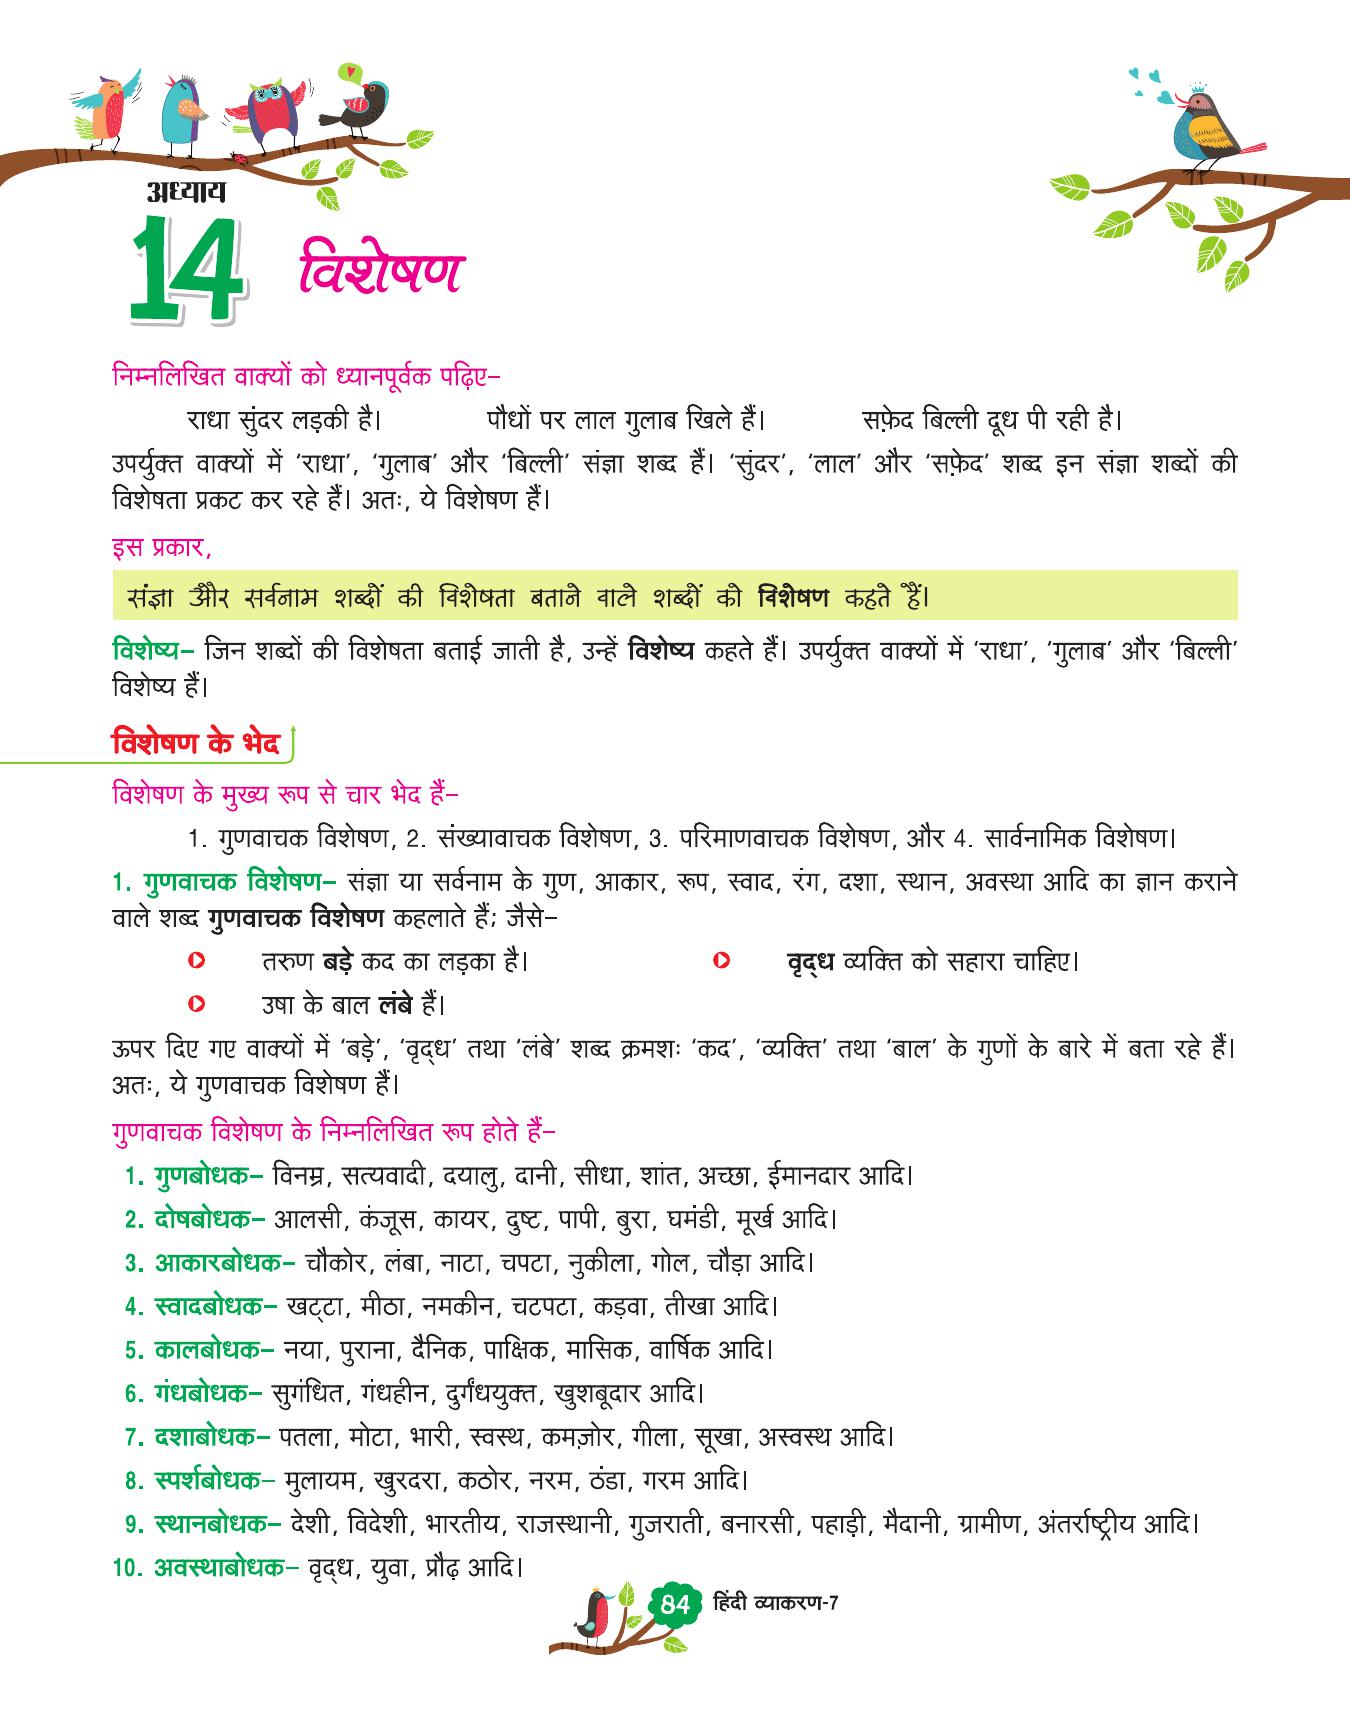 अध्याय
14
विशेषण
निम्नलिखित वाक्यों को ध्यानपूर्वक पढ़िए–
राधा सुंदर लड़की है। पौधों पर लाल गुलाब खिले हैं। सफ़ेद बिल्ली दूध पी रही है।
उपर्युक्त वाक्यों में ‘राधा’, ‘गुलाब’ और ‘बिल्ली’ संज्ञा शब्द हैं। ‘सुंदर’, ‘लाल’ और ‘सफ़ेद’ शब्द इन संज्ञा शब्दों की
विशेषता प्रकट कर रहे हैं। अतः, ये विशेषण हैं।
इस प्रकार,
संज्ञा और सर्वनाम शब्दों की विशेषता बताने वाले शब्दों को विशेषण कहते हैं।
विशेष्य– जिन शब्दों की विशेषता बताई जाती है, उन्हें विशेष्य कहते हैं। उपर्युक्त वाक्यों में ‘राधा’, ‘गुलाब’ और ‘बिल्ली’
विशेष्य हैं।
विशेषण के भेद
विशेषण के मुख्य रूप से चार भेद हैं–
1. गुणवाचक विशेषण, 2. संख्यावाचक विशेषण, 3. परिमाणवाचक विशेषण, और 4. सार्वनामिक विशेषण।
1. गुणवाचक विशेषण– संज्ञा या सर्वनाम के गुण, आकार, रूप, स्वाद, रंग, दशा, स्थान, अवस्था आदि का ज्ञान कराने
वाले शब्द गुणवाचक विशेषण कहलाते हैं; जैसे–
तरुण बड़े कद का लड़का है। वृद्ध व्यक्ति को सहारा चाहिए।
उषा के बाल लंबे हैं।
ऊपर दिए गए वाक्यों में ‘बड़े’, ‘वृद्ध’ तथा ‘लंबे’ शब्द क्रमशः ‘कद’, ‘व्यक्ति’ तथा ‘बाल’ के गुणों के बारे में बता रहे हैं।
अतः, ये गुणवाचक विशेषण हैं।
गुणवाचक विशेषण के निम्नलिखित रूप होते हैं–
1. गुणबोधक– विनम्र, सत्यवादी, दयालु, दानी, सीधा, शांत, अच्छा, ईमानदार आदि।
2. दोषबोधक– आलसी, कंजूस, कायर, दुष्ट, पापी, बुरा, घमंडी, मूर्ख आदि।
3. आकारबोधक– चौकोर, लंबा, नाटा, चपटा, नुकीला, गोल, चौड़ा आदि।
4. स्वादबोधक– खट्टा, मीठा, नमकीन, चटपटा, कड़वा, तीखा आदि।
5. कालबोधक– नया, पुराना, दैनिक, पाक्षिक, मासिक, वार्षिक आदि।
6. गंधबोधक– सुगंधित, गंधहीन, दुर्गंधयुक्त, खुशबूदार आदि।
7. दशाबोधक– पतला, मोटा, भारी, स्वस्थ, कमज़ोर, गीला, सूखा, अस्वस्थ आदि।
8. स्पर्शबोधक– मुलायम, खुरदरा, कठोर, नरम, ठंडा, गरम आदि।
9. स्थानबोधक– देशी, विदेशी, भारतीय, राजस्थानी, गुजराती, बनारसी, पहाड़ी, मैदानी, ग्रामीण, अंतर्राष्ट्रीय आदि।
10. अवस्थाबोधक– वृद्ध, युवा, प्रौढ़ आदि।
84 हिंदी व्याकरण-7